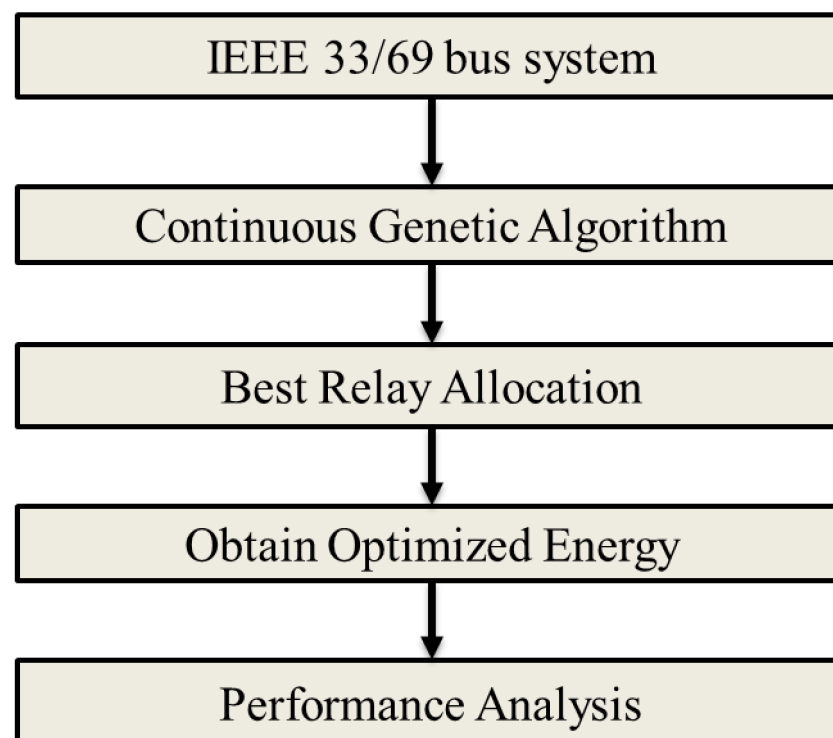 IEEE 33/69 bus system
Continuous Genetic Algorithm
Best Relay Allocation
Obtain Optimized Energy
Performance Analysis